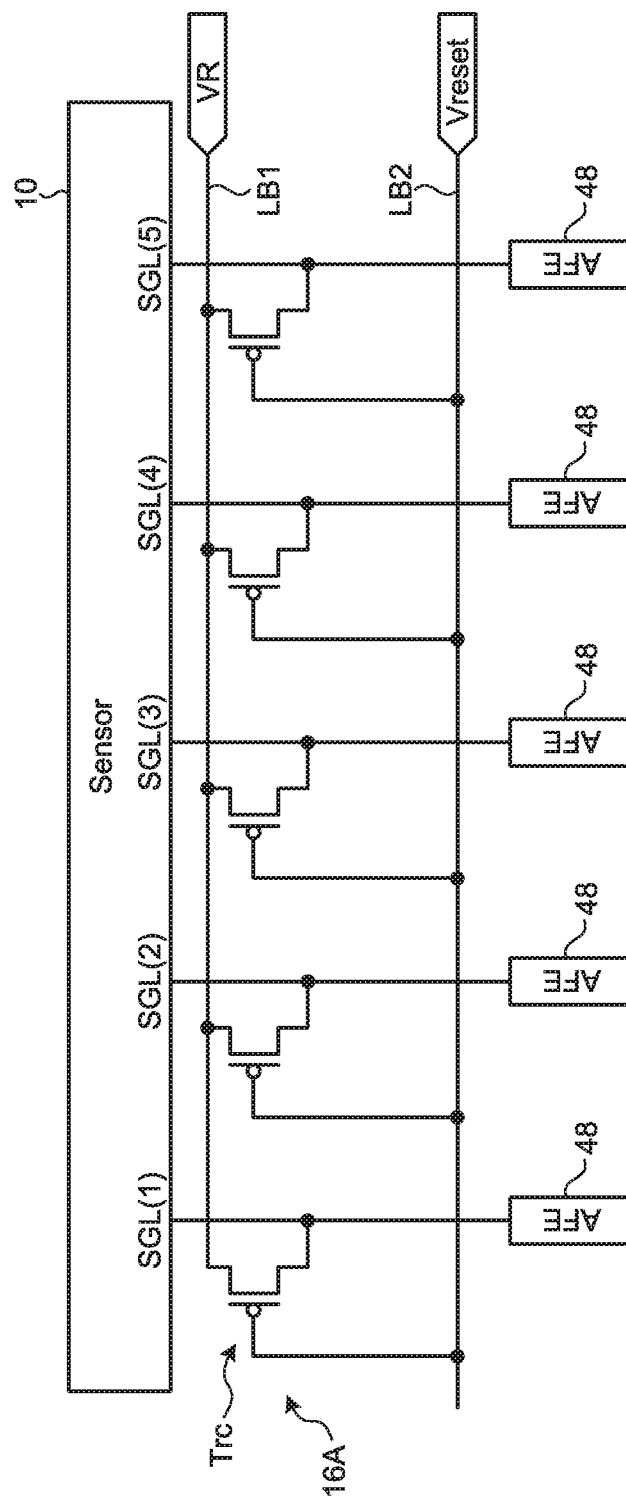 10
Sensor
SGL(1)
SGL(2)
SGL(3)
SGL(4)
SGL(5)
VR
LB1
Trc
16A
LB2
Vreset
48
48
48
48
48
AFE
AFE
AFE
AFE
AFE